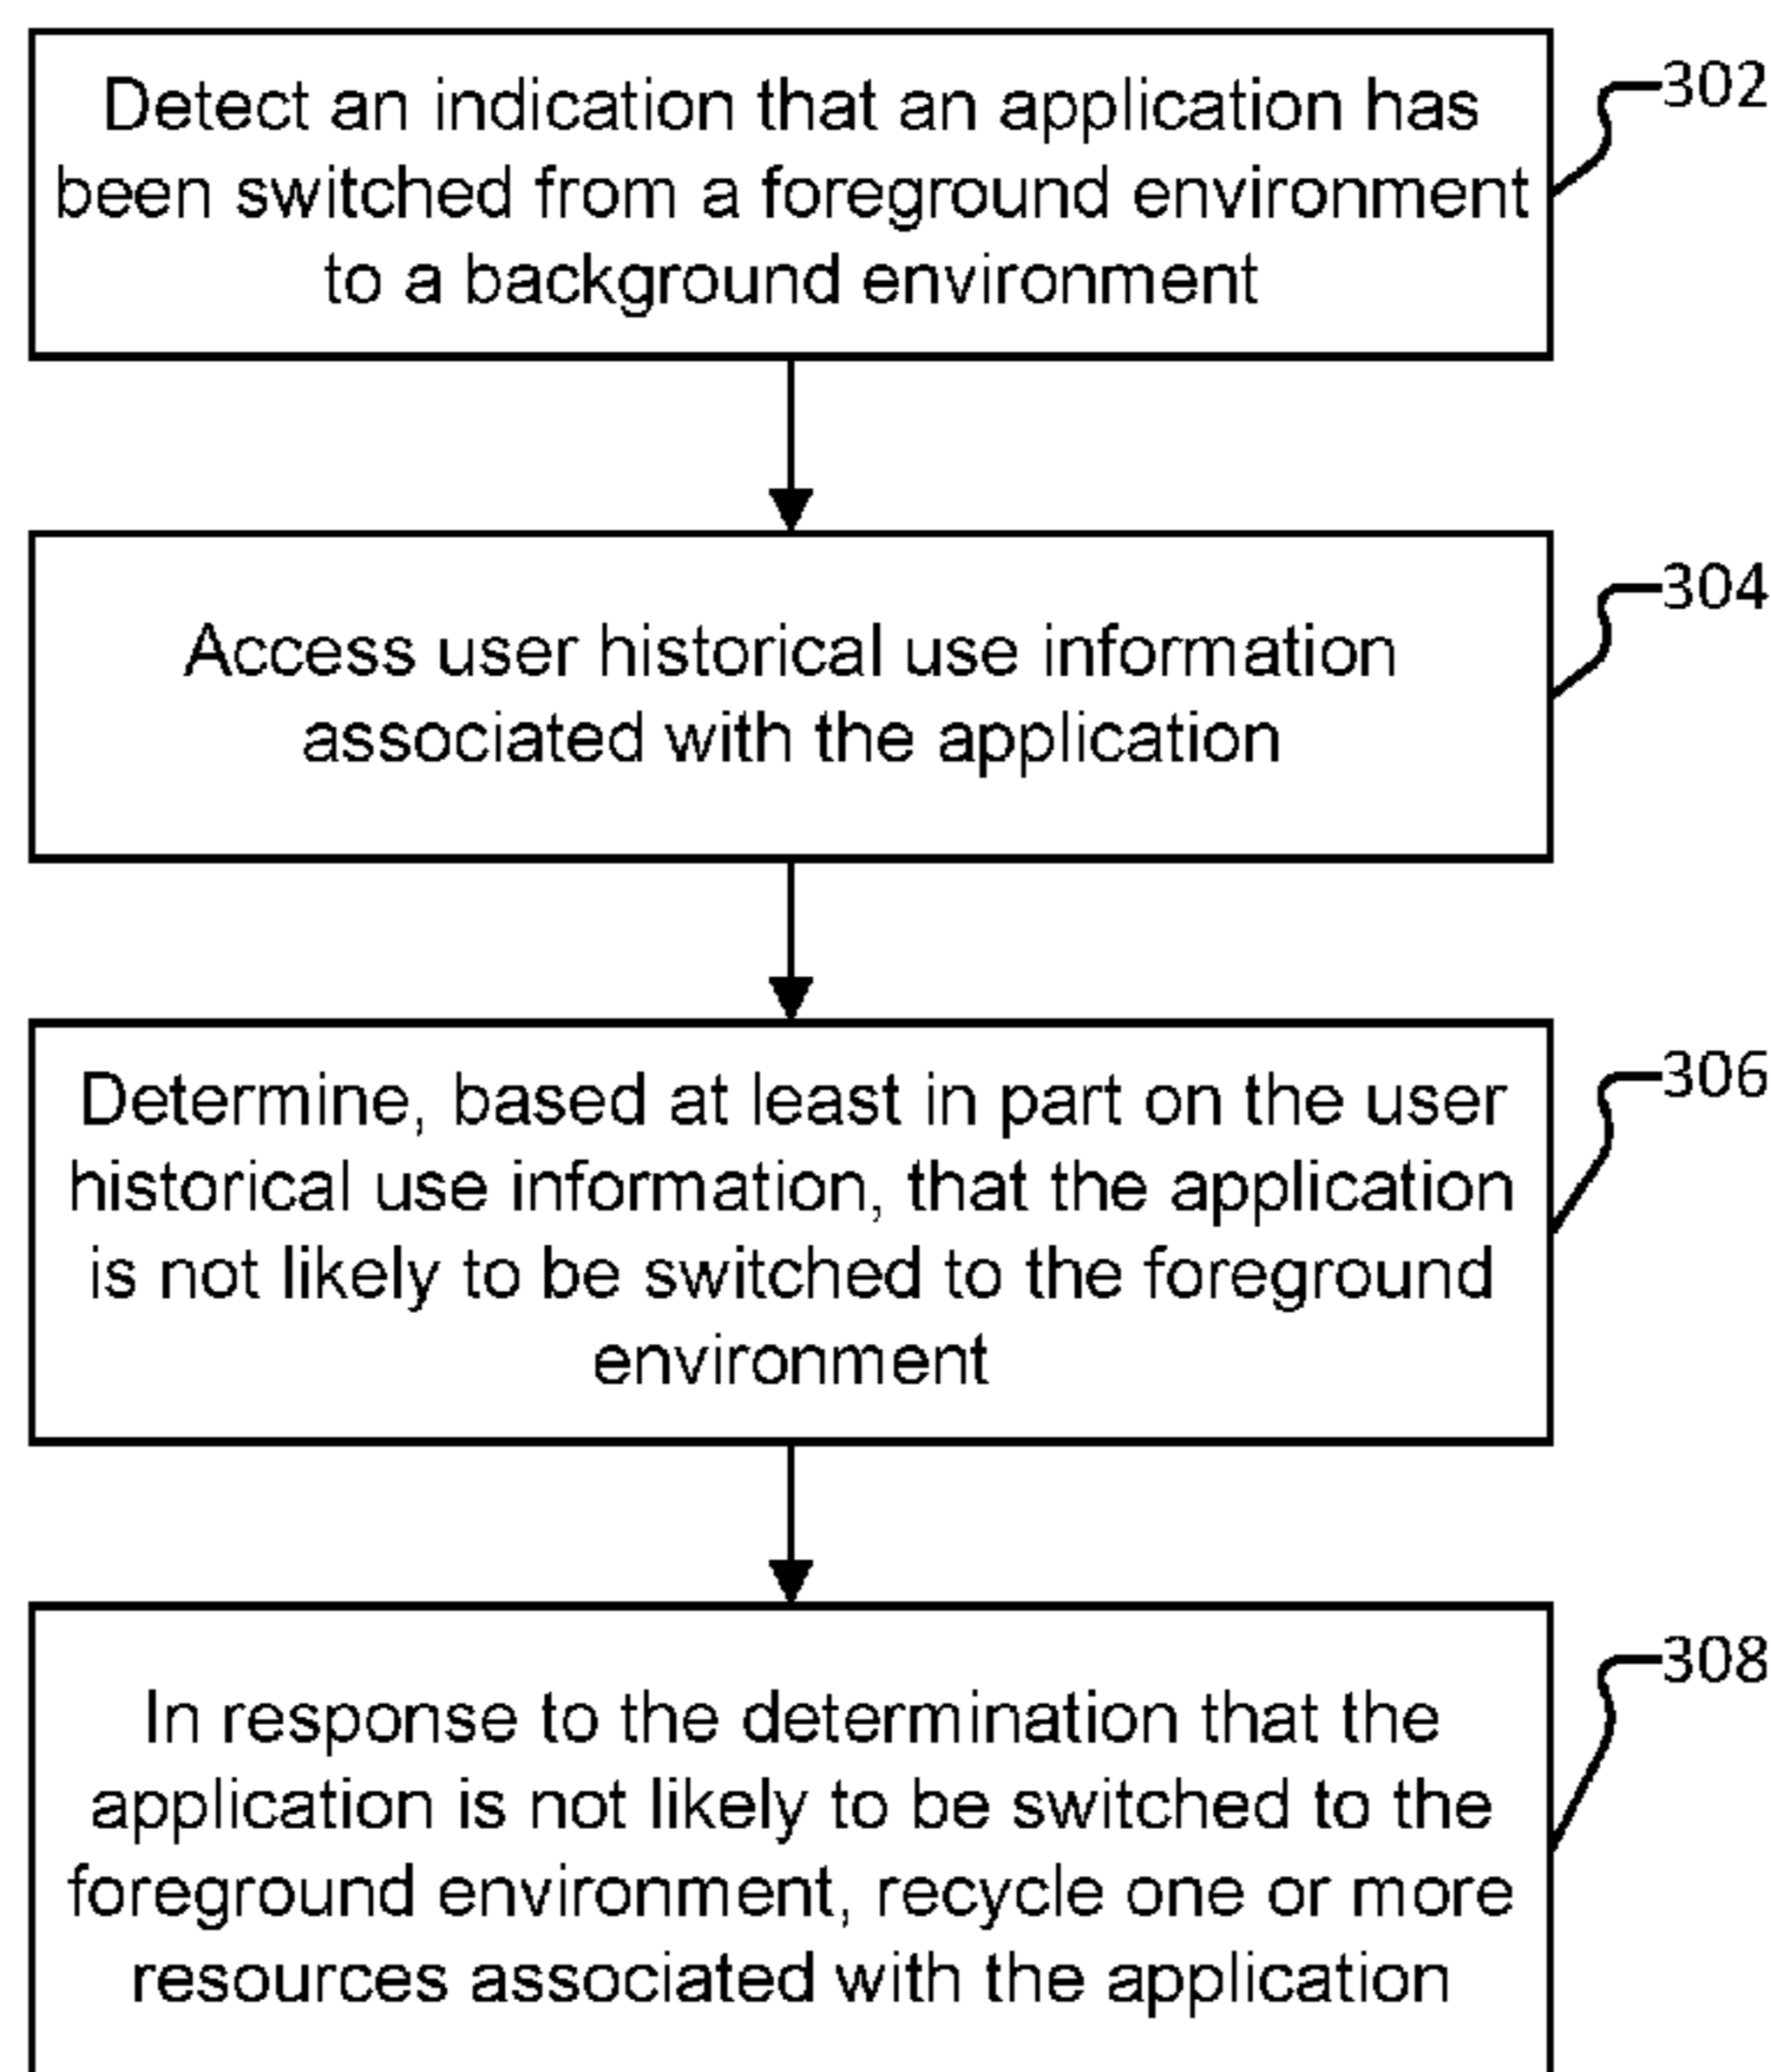 Detect an indication that an application has
been switched from a foreground environment
to a background environment
302
Access user historical use information
associated with the application
304
Determine, based at least in part on the user
historical use information, that the application
is not likely to be switched to the foreground
environment
306
In response to the determination that the
application is not likely to be switched to the
foreground environment, recycle one or more
resources associated with the application
308